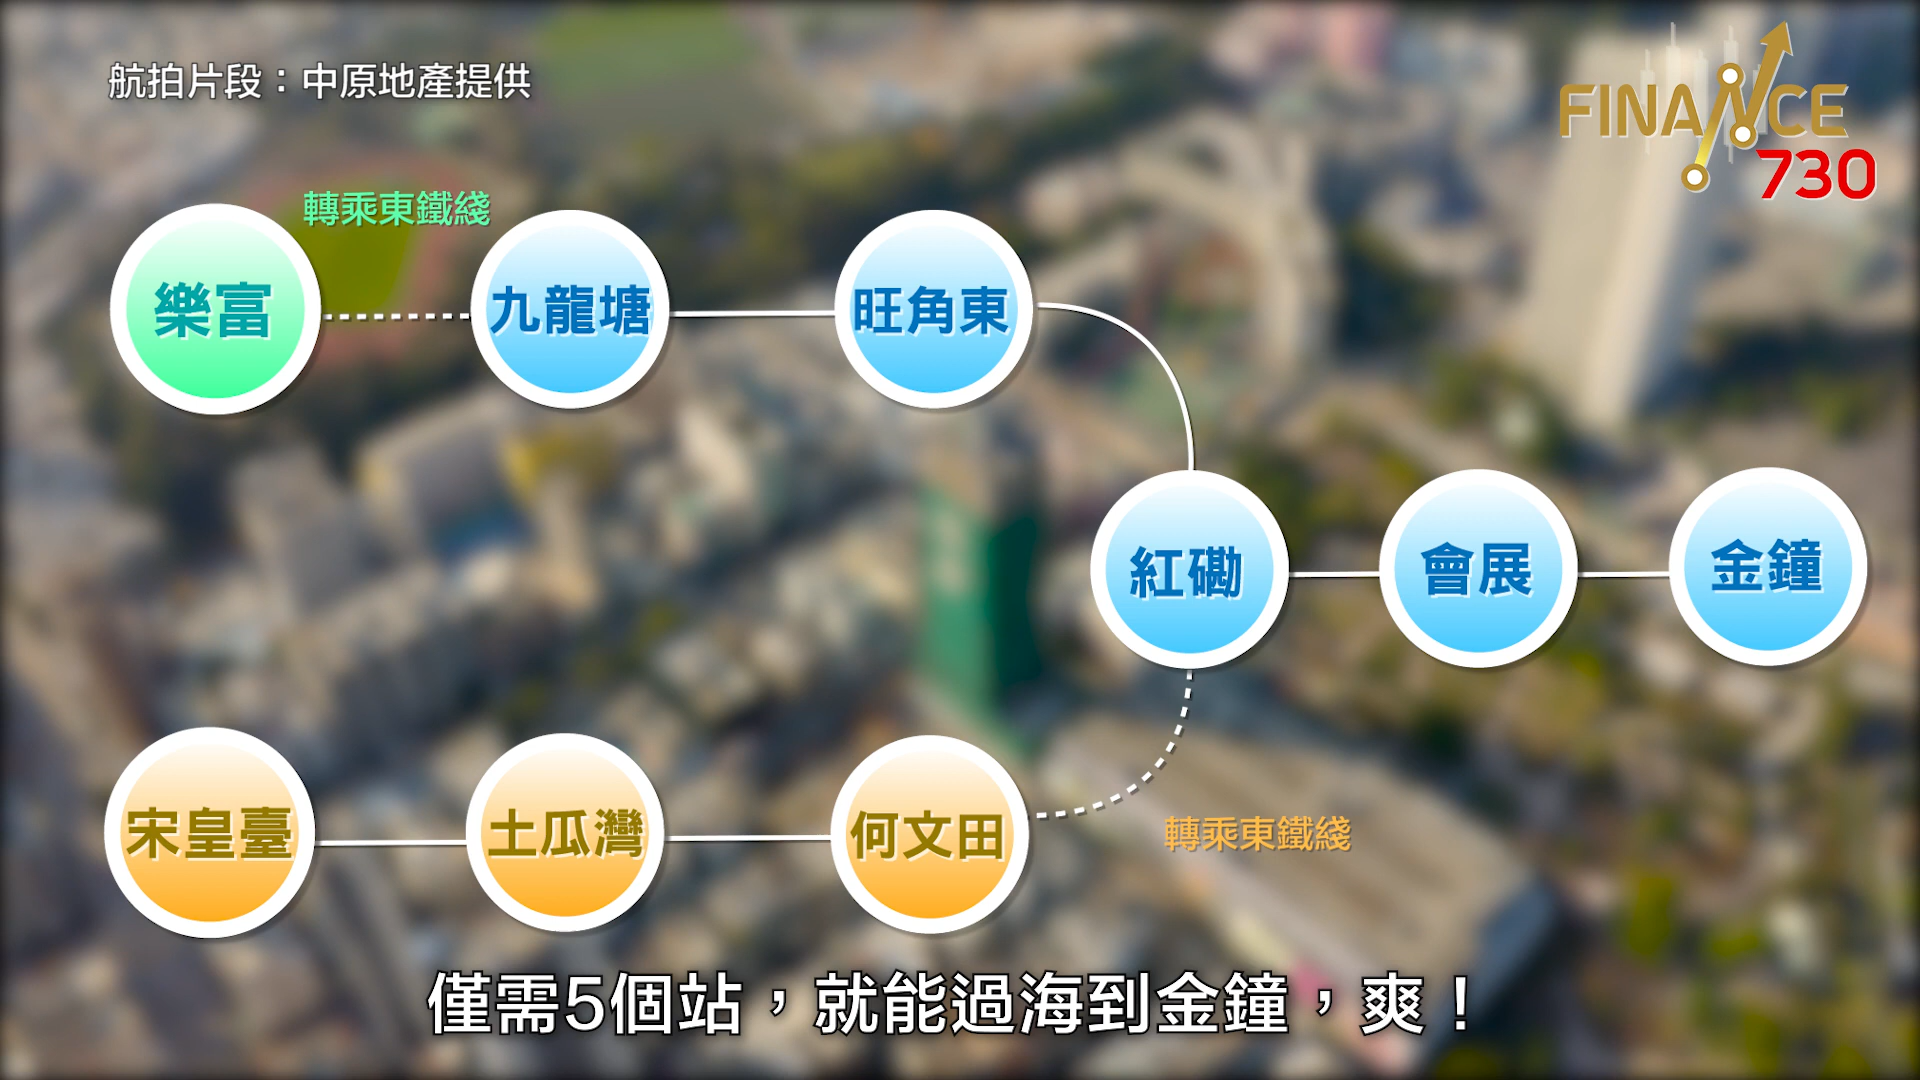 航拍片段：中原地產提供
FINANCE
730
轉乘東鐵綫
樂富
九龍塘
旺角東
紅磡
會展
金鐘
宋皇臺
土瓜灣
何文田
轉乘東鐵綫
僅需5個站，就能過海到金鐘，爽！